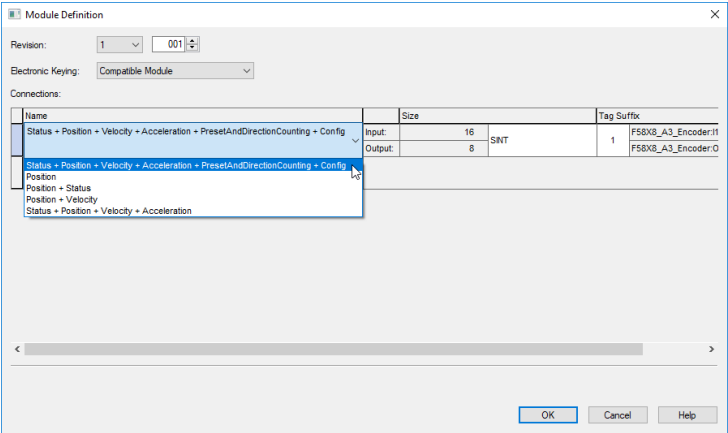 Module Definition
Revision: 1 001
Electronic Keying: Compatible Module
Connections:
Name Size Tag Suffix
Status + Position + Velocity + Acceleration + PresetAndDirectionCounting + Config Input: 16 SINT 1 F58X8_A3_Encoder:I1
Output: 8 F58X8_A3_Encoder:O
Status + Position + Velocity + Acceleration + PresetAndDirectionCounting + Config
Position
Position + Status
Position + Velocity
Status + Position + Velocity + Acceleration
OK Cancel Help